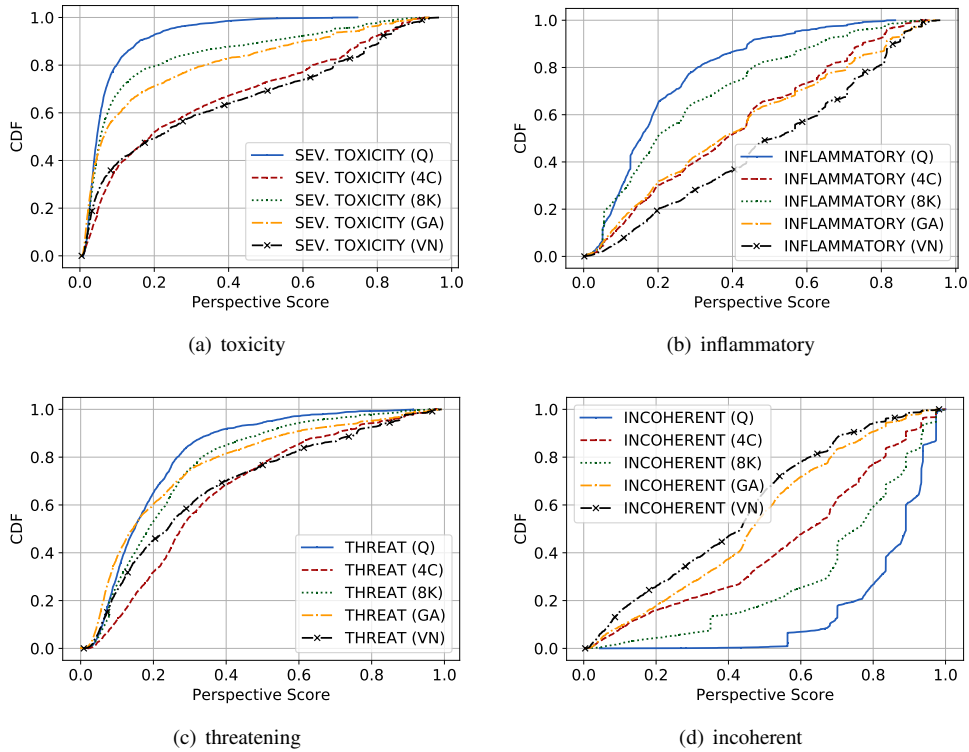 1.0
0.8
0.6
0.4
0.2
0.0
CDF
SEV. TOXICITY (Q)
SEV. TOXICITY (4C)
SEV. TOXICITY (8K)
SEV. TOXICITY (GA)
SEV. TOXICITY (VN)
0.0 0.2 0.4 0.6 0.8 1.0
Perspective Score
(a) toxicity
1.0
0.8
0.6
0.4
0.2
0.0
CDF
INFLAMMATORY (Q)
INFLAMMATORY (4C)
INFLAMMATORY (8K)
INFLAMMATORY (GA)
INFLAMMATORY (VN)
0.0 0.2 0.4 0.6 0.8 1.0
Perspective Score
(b) inflammatory
1.0
0.8
0.6
0.4
0.2
0.0
CDF
THREAT (Q)
THREAT (4C)
THREAT (8K)
THREAT (GA)
THREAT (VN)
0.0 0.2 0.4 0.6 0.8 1.0
Perspective Score
(c) threatening
1.0
0.8
0.6
0.4
0.2
0.0
CDF
INCOHERENT (Q)
INCOHERENT (4C)
INCOHERENT (8K)
INCOHERENT (GA)
INCOHERENT (VN)
0.0 0.2 0.4 0.6 0.8 1.0
Perspective Score
(d) incoherent